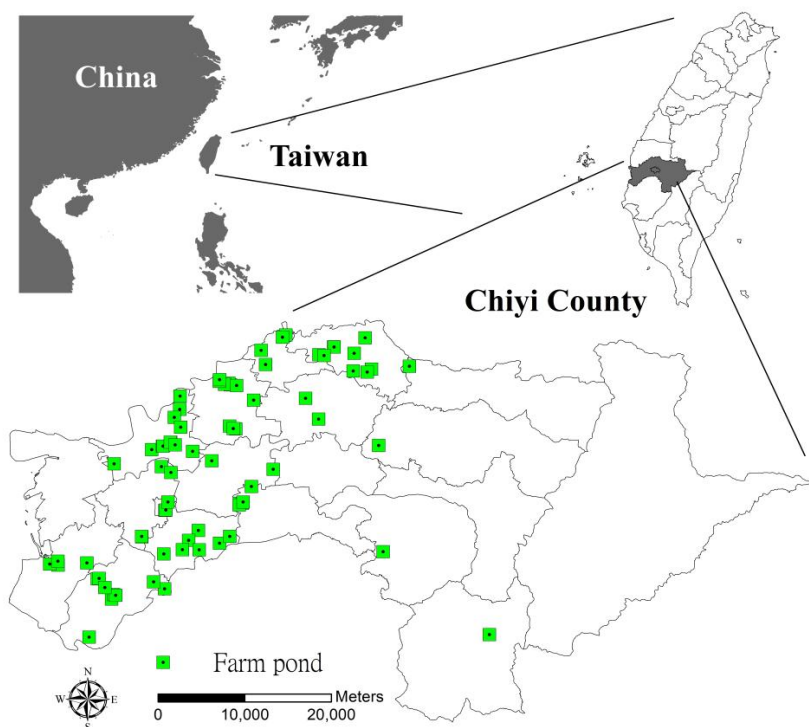 China
Taiwan
Chiyi County
Farm pond
N
W E
S
Meters
0 10,000 20,000